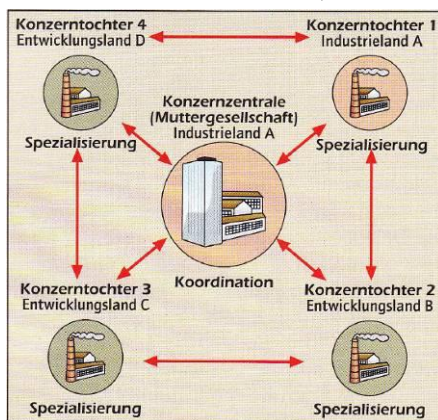 Konzerntochter 4
Entwicklungsland D
Spezialisierung
Konzerntochter 1
Industrieland A
Spezialisierung
Konzernzentrale
(Muttergesellschaft)
Industrieland A
Koordination
Konzerntochter 3
Entwicklungsland C
Spezialisierung
Konzerntochter 2
Entwicklungsland B
Spezialisierung